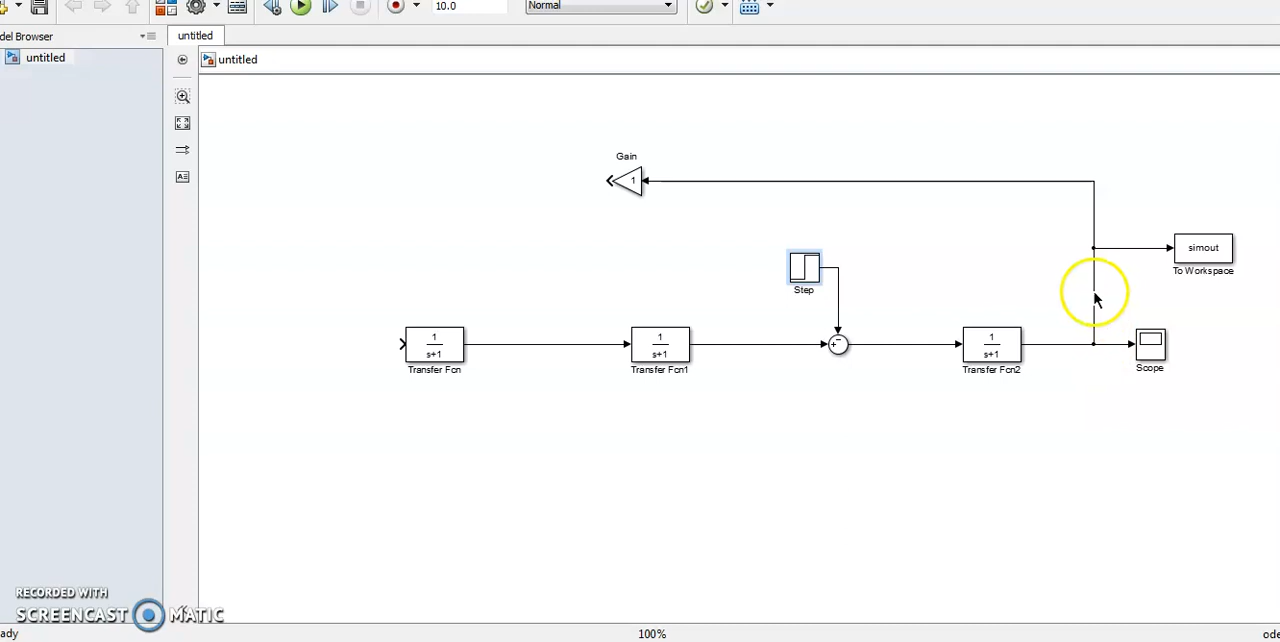 10.0
Normal
del Browser
untitled
untitled
untitled
Gain
1
simout
To Workspace
Step
1
s+1
Transfer Fcn
1
s+1
Transfer Fcn1
+
−
1
s+1
Transfer Fcn2
Scope
RECORDED WITH
SCREENCAST MATIC
ady
100%
ode